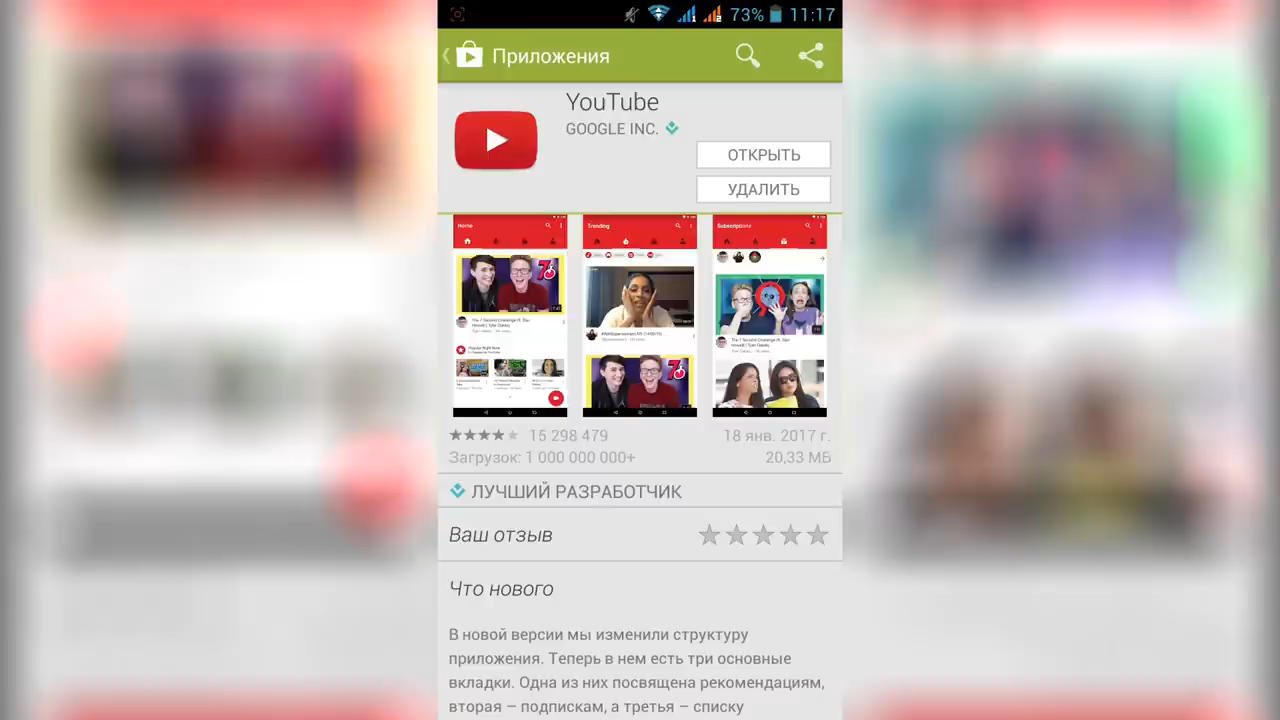 73% 11:17
Приложения
YouTube
GOOGLE INC.
ОТКРЫТЬ
УДАЛИТЬ
Home
Trending
Subscriptions
15 298 479
18 янв. 2017 г.
Загрузок: 1 000 000 000+
20,33 МБ
ЛУЧШИЙ РАЗРАБОТЧИК
Ваш отзыв
Что нового
В новой версии мы изменили структуру
приложения. Теперь в нем есть три основные
вкладки. Одна из них посвящена рекомендациям,
вторая – подпискам, а третья – списку